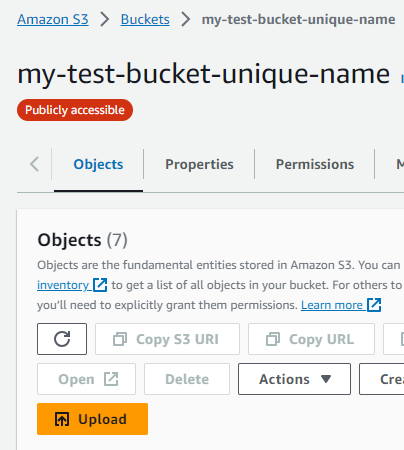 Amazon S3 > Buckets > my-test-bucket-unique-name
my-test-bucket-unique-name
Publicly accessible
Objects Properties Permissions
Objects (7)
Objects are the fundamental entities stored in Amazon S3. You can
inventory to get a list of all objects in your bucket. For others to
you'll need to explicitly grant them permissions. Learn more
Copy S3 URI Copy URL
Open Delete Actions
Upload